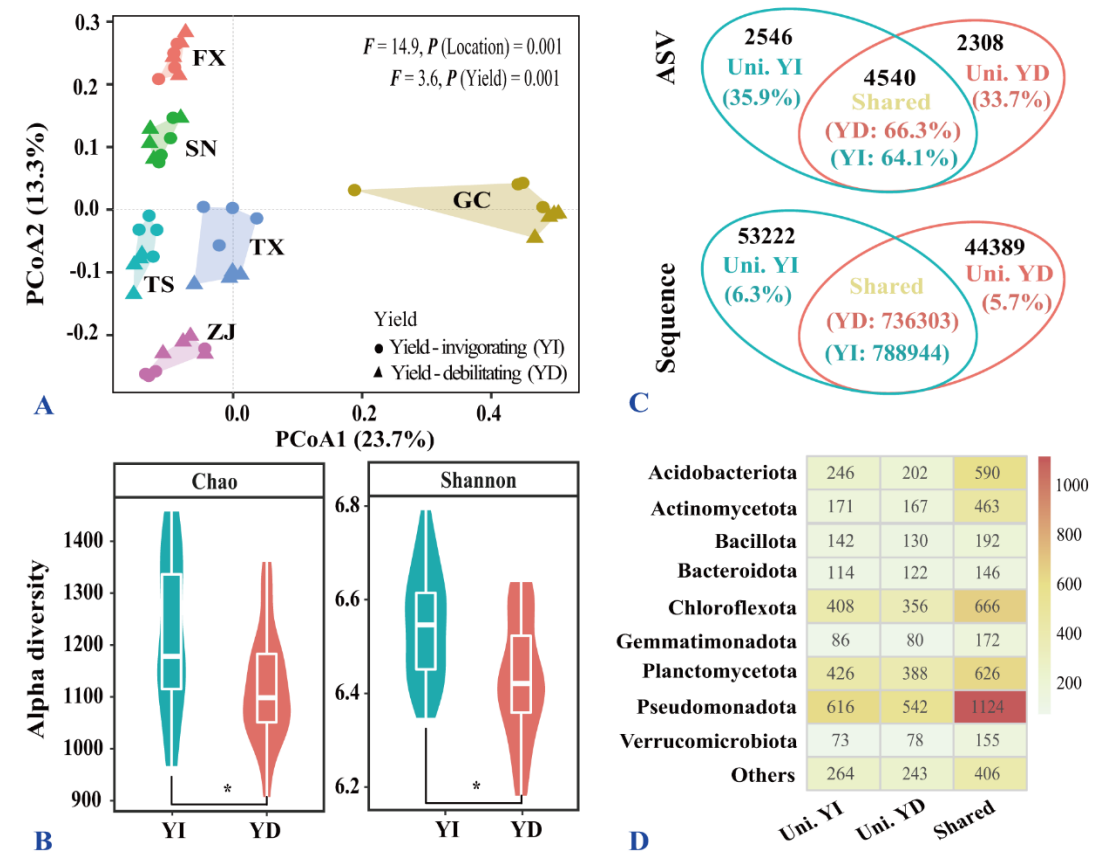 0.3
0.2
0.1
0.0
-0.1
-0.2
PCoA2 (13.3%)
F = 14.9, P (Location) = 0.001
F = 3.6, P (Yield) = 0.001
FX
SN
GC
TX
TS
ZJ
Yield
Yield - invigorating (YI)
Yield - debilitating (YD)
0.0
0.2
0.4
PCoA1 (23.7%)
A
ASV
2546
Uni. YI
(35.9%)
4540
Shared
(YD: 66.3%)
(YI: 64.1%)
2308
Uni. YD
(33.7%)
Sequence
53222
Uni. YI
(6.3%)
Shared
(YD: 736303)
(YI: 788944)
44389
Uni. YD
(5.7%)
C
Alpha diversity
Chao
1400
1300
1200
1100
1000
900
*
YI
YD
Shannon
6.8
6.6
6.4
6.2
*
YI
YD
B
Acidobacteriota 246 202 590
Actinomycetota 171 167 463
Bacillota 142 130 192
Bacteroidota 114 122 146
Chloroflexota 408 356 666
Gemmatimonadota 86 80 172
Planctomycetota 426 388 626
Pseudomonadota 616 542 1124
Verrucomicrobiota 73 78 155
Others 264 243 406
Uni. YI
Uni. YD
Shared
1000
800
600
400
200
D